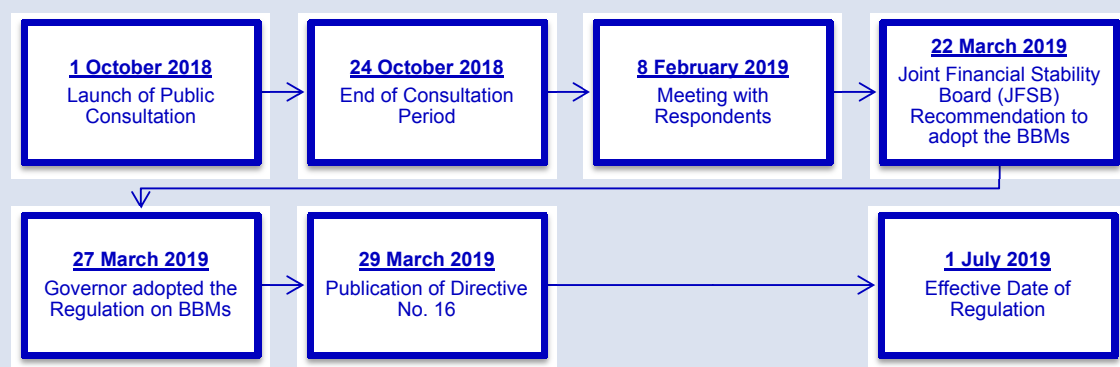 1 October 2018
Launch of Public
Consultation
24 October 2018
End of Consultation
Period
8 February 2019
Meeting with
Respondents
22 March 2019
Joint Financial Stability
Board (JFSB)
Recommendation to
adopt the BBMs
27 March 2019
Governor adopted the
Regulation on BBMs
29 March 2019
Publication of Directive
No. 16
1 July 2019
Effective Date of
Regulation